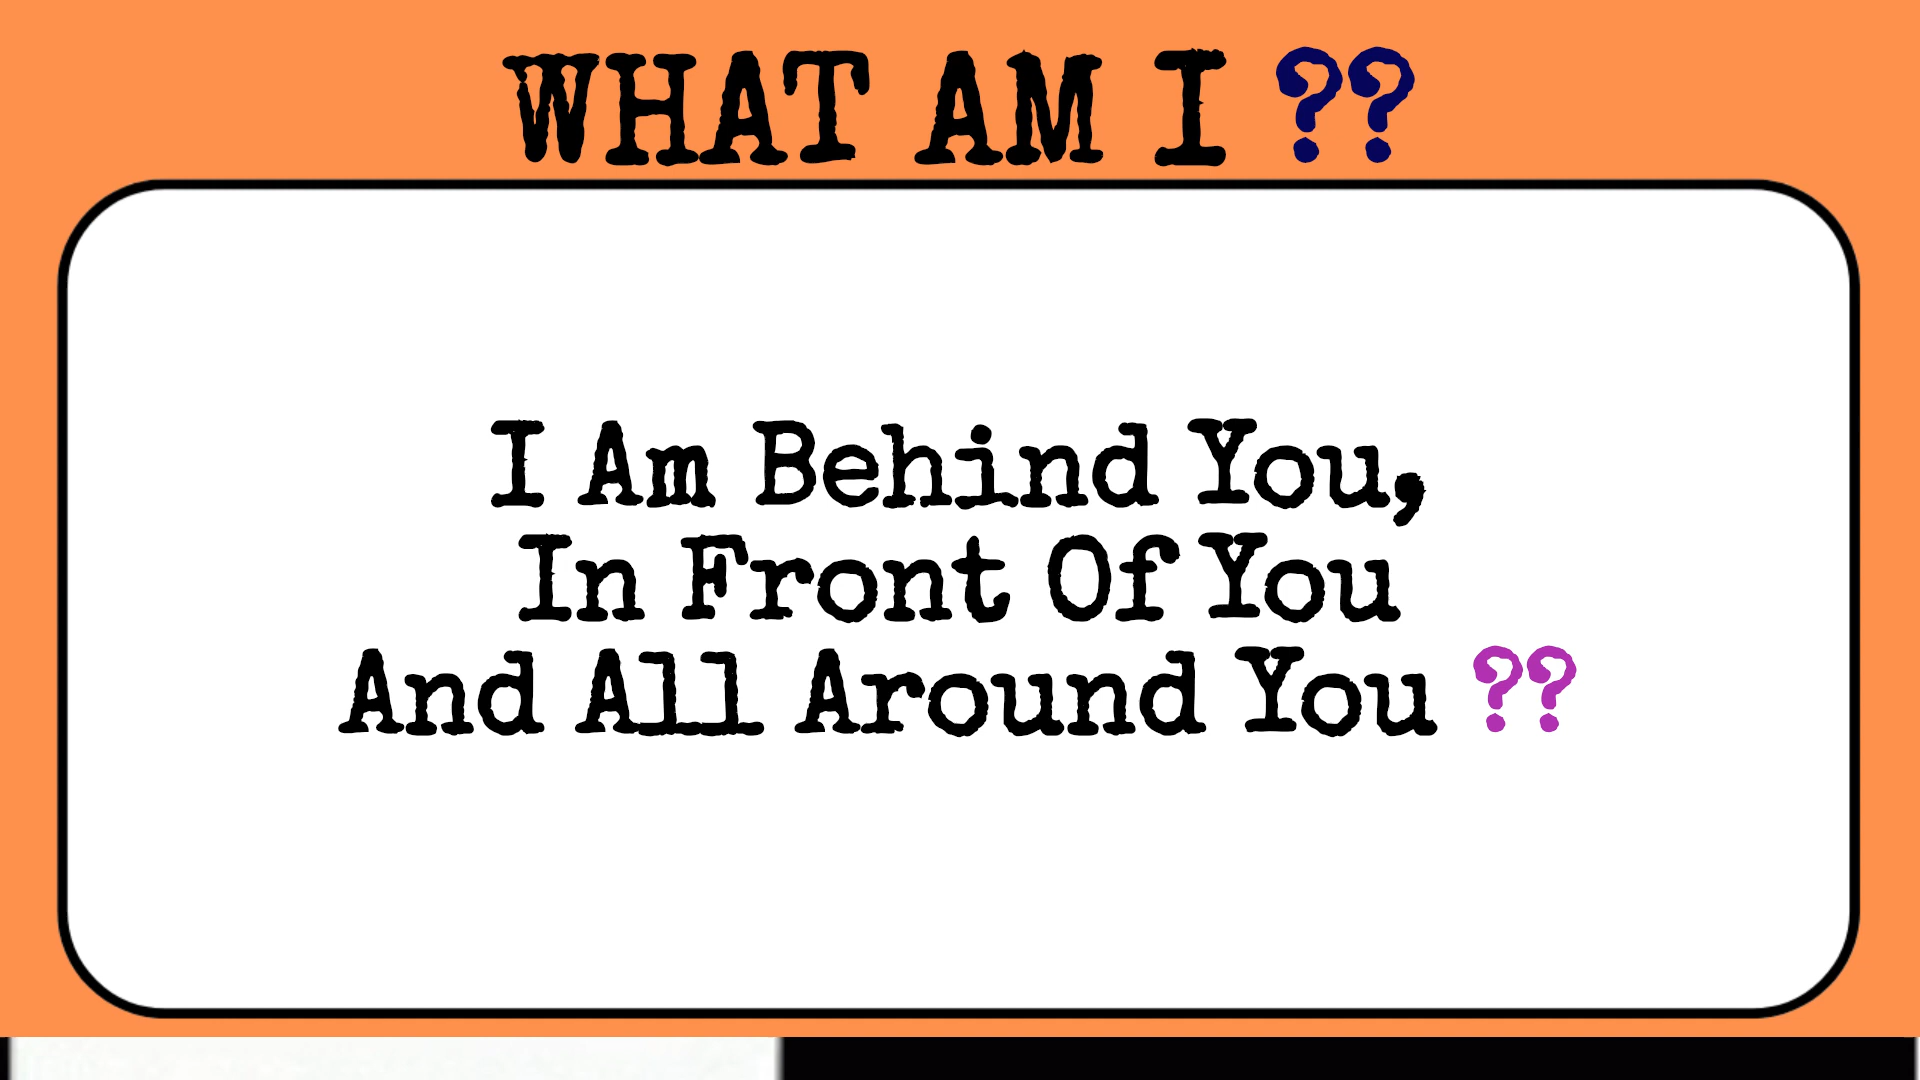 WHAT AM I ??
I Am Behind You,
In Front Of You
And All Around You ??